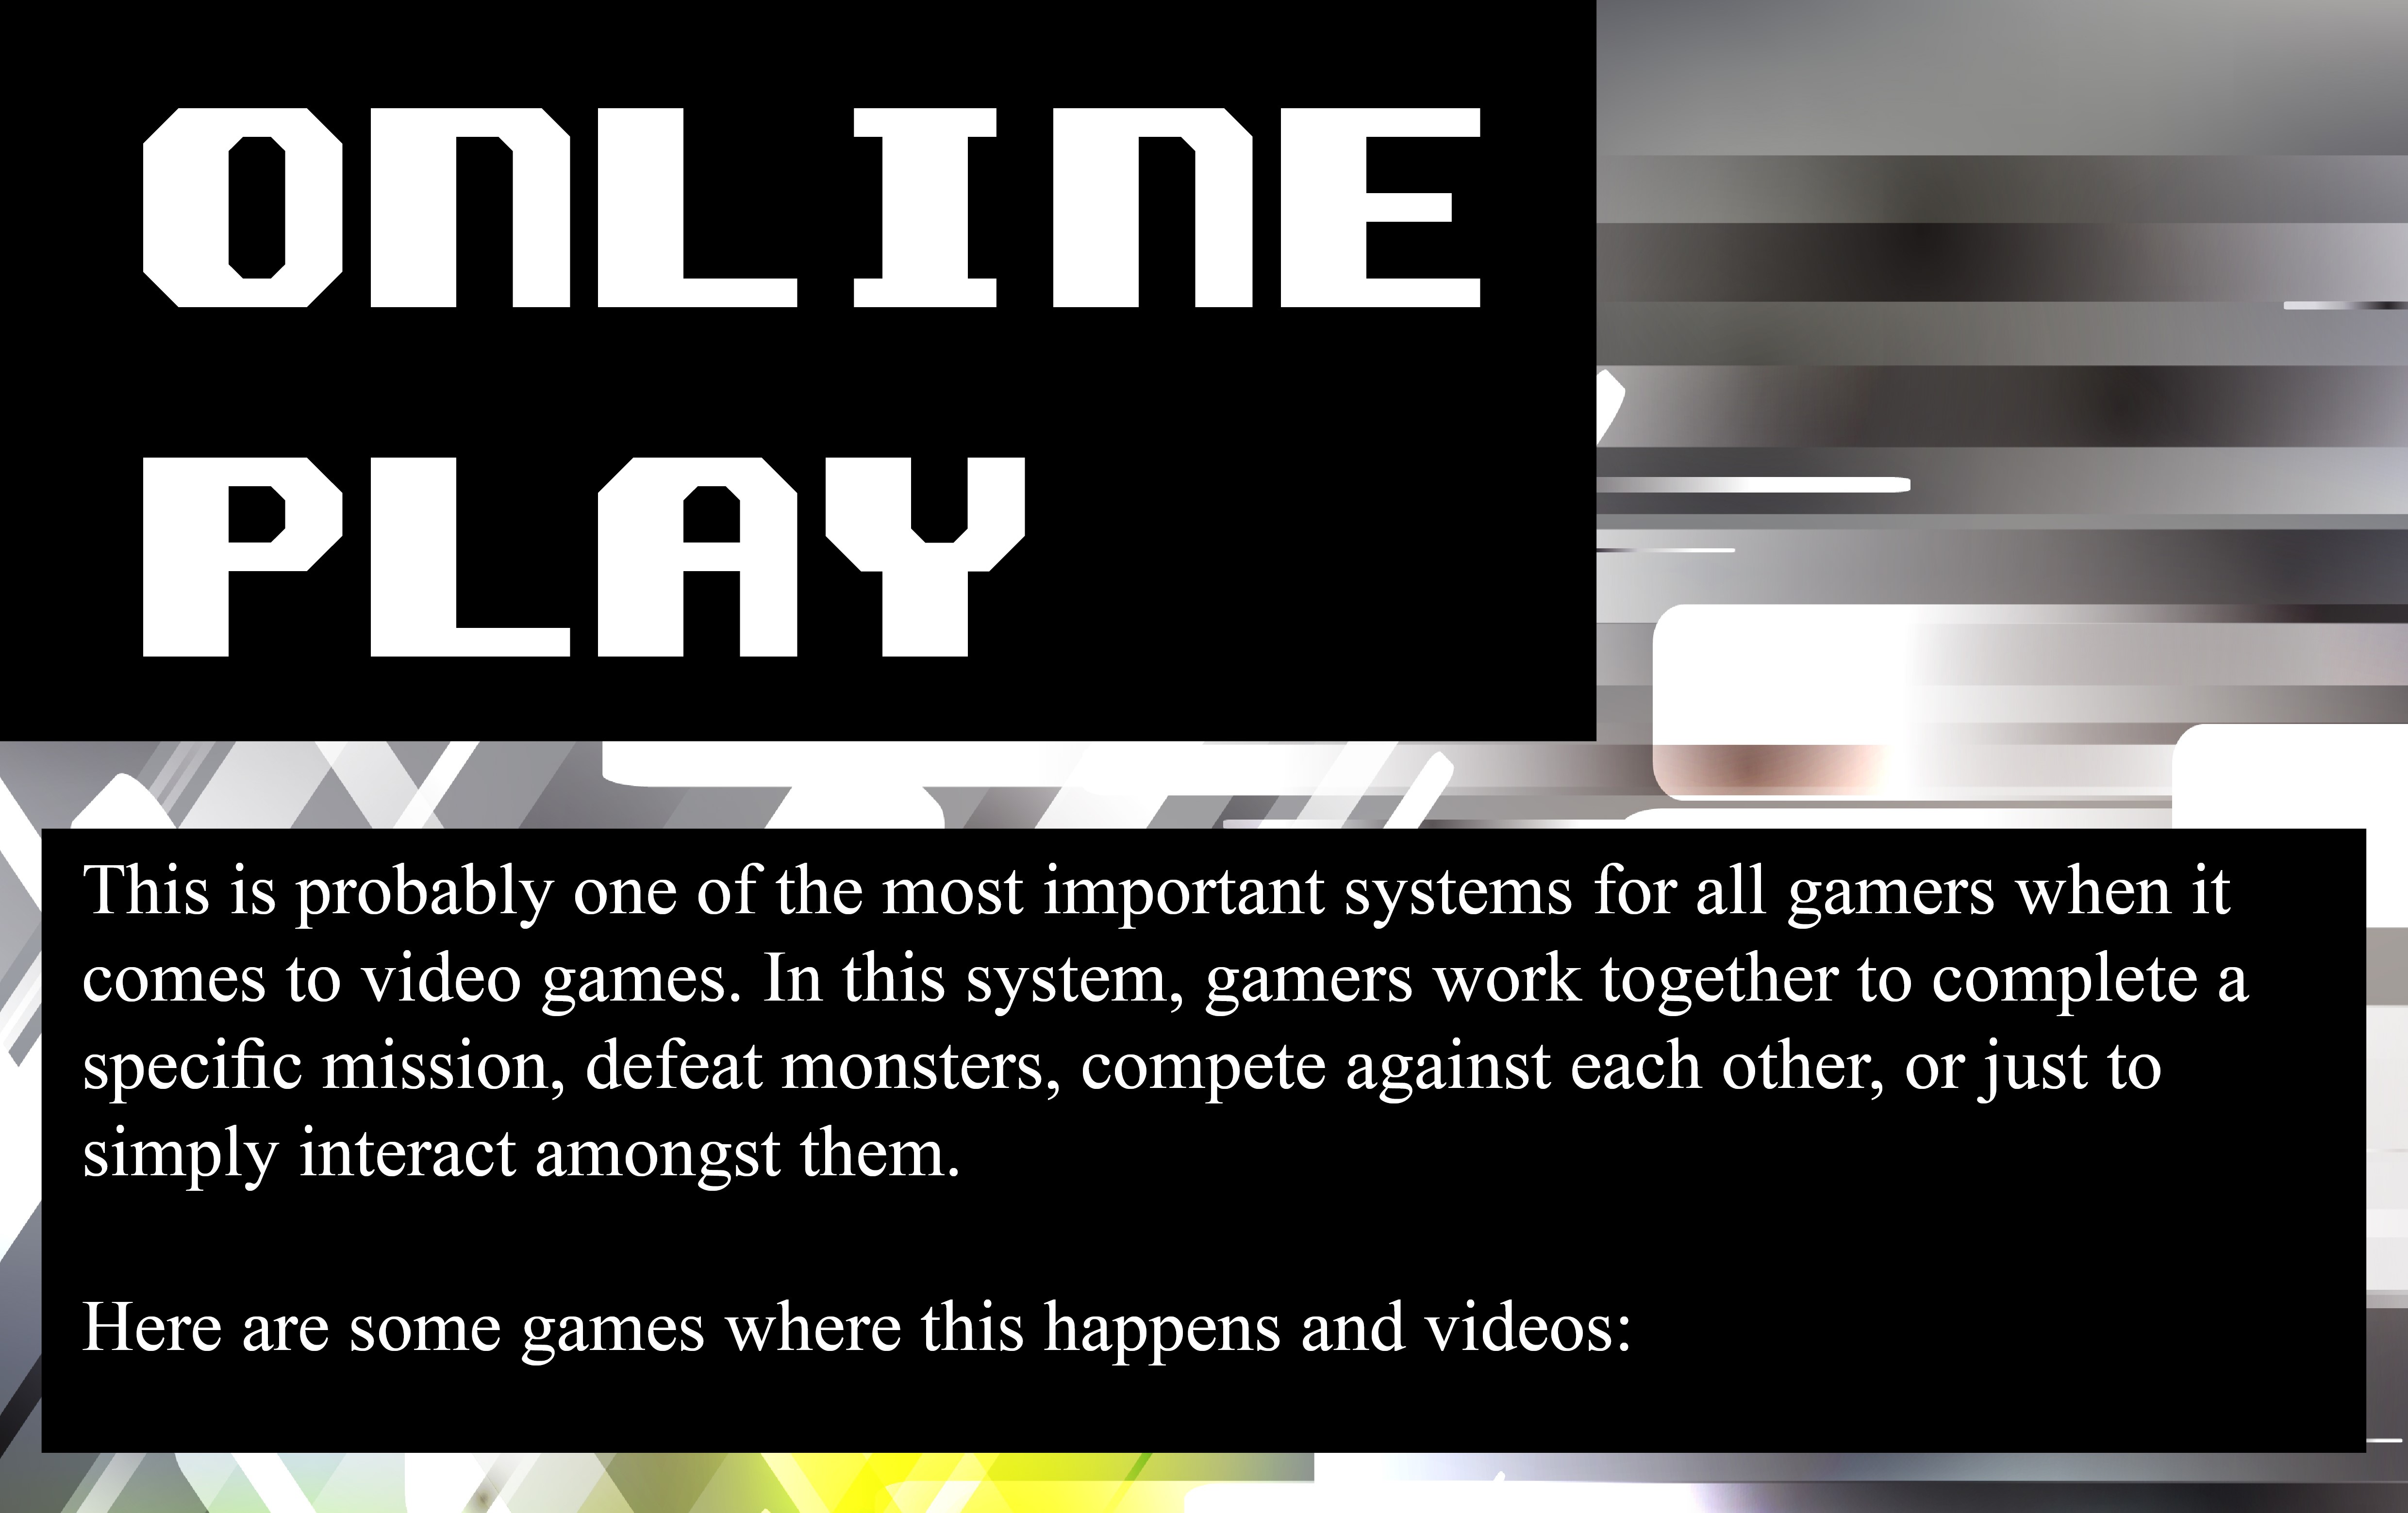 ONLINE
PLAY
This is probably one of the most important systems for all gamers when it
comes to video games. In this system, gamers work together to complete a
specific mission, defeat monsters, compete against each other, or just to
simply interact amongst them.
Here are some games where this happens and videos: